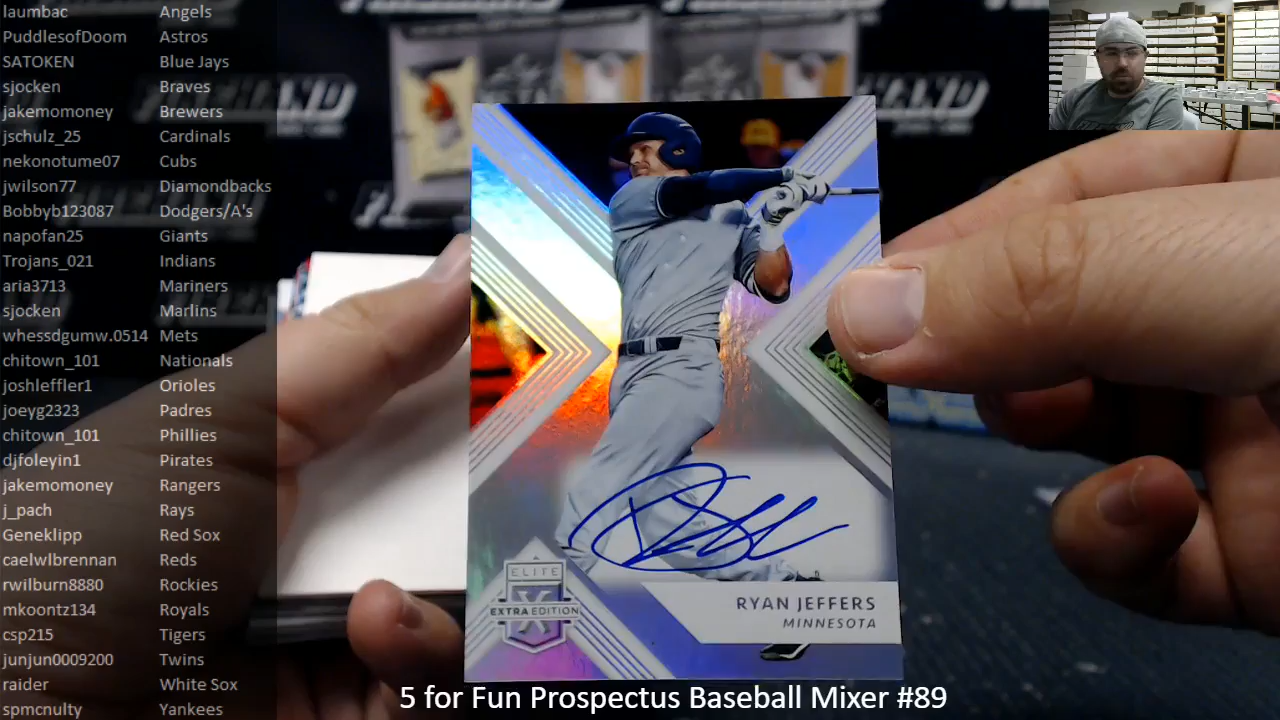 laumbac Angels
PuddlesofDoom Astros
SATOKEN Blue Jays
sjocken Braves
jakemomoney Brewers
jschulz_25 Cardinals
nekonotume07 Cubs
jwilson77 Diamondbacks
Bobbyb123087 Dodgers/A's
napofan25 Giants
Trojans_021 Indians
aria3713 Mariners
sjocken Marlins
whessdgumw.0514 Mets
chitown_101 Nationals
joshleffler1 Orioles
joeyg2323 Padres
chitown_101 Phillies
djfoleyin1 Pirates
jakemomoney Rangers
j_pach Rays
Geneklipp Red Sox
caelwlbrennan Reds
rwilburn8880 Rockies
mkoontz134 Royals
csp215 Tigers
junjun0009200 Twins
raider White Sox
spmcnulty Yankees
ELITE
X
EXTRA EDITION
RYAN JEFFERS
MINNESOTA
5 for Fun Prospectus Baseball Mixer #89